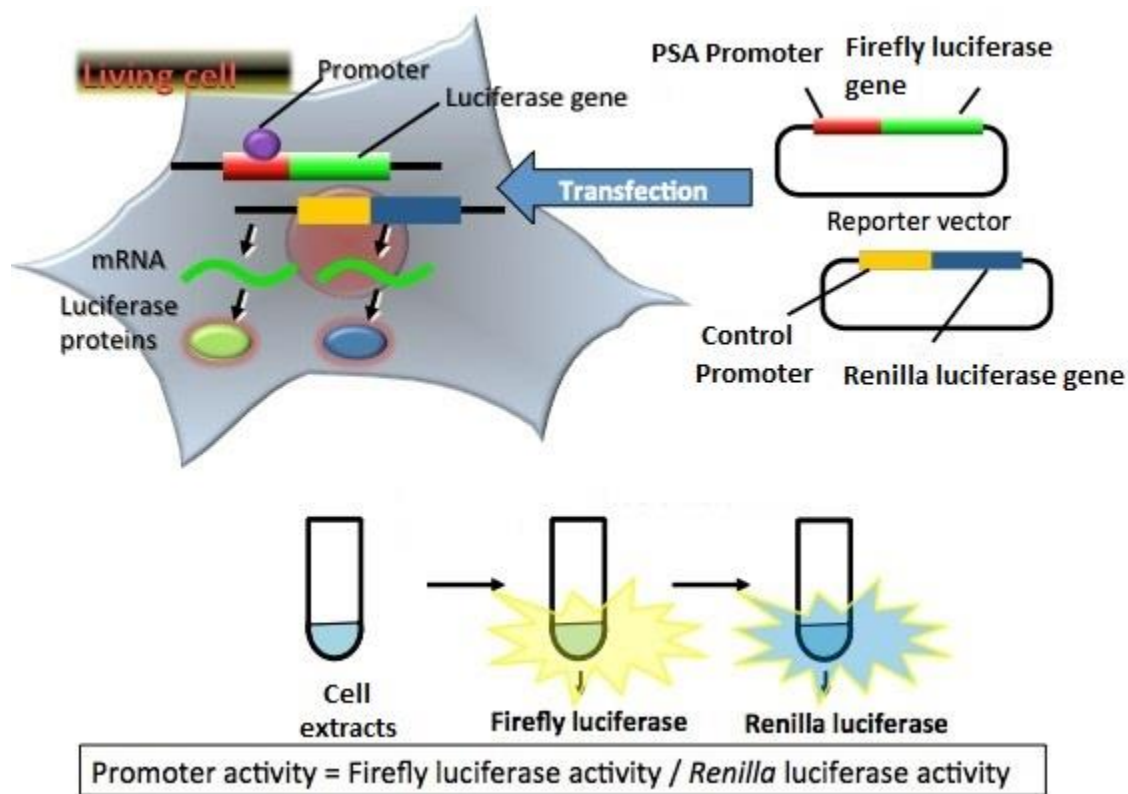 Living cell
Promoter
Luciferase gene
mRNA
Luciferase
proteins
Transfection
PSA Promoter
Firefly luciferase
gene
Reporter vector
Control
Promoter
Renilla luciferase gene
Cell
extracts
Firefly luciferase
Renilla luciferase
Promoter activity = Firefly luciferase activity / Renilla luciferase activity